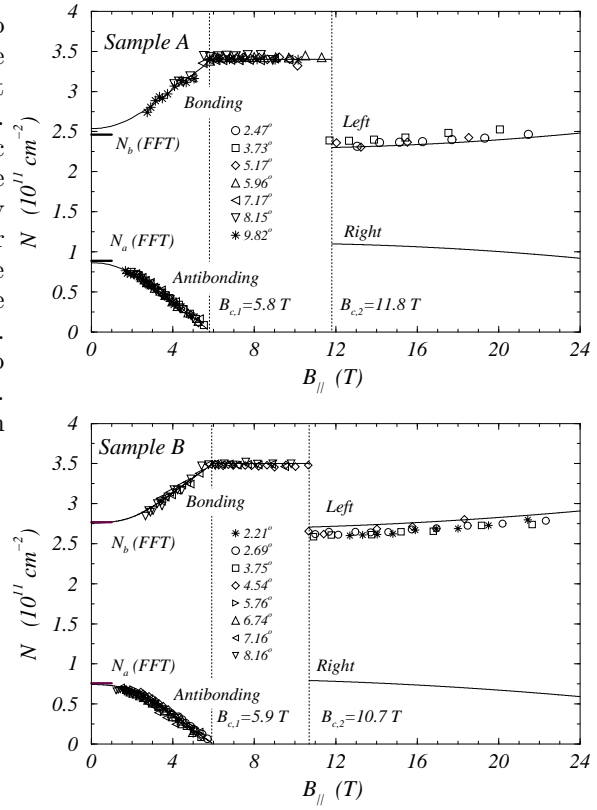 Sample A
4
3.5
3
2.5
2
1.5
1
0.5
0
N (10^11 cm^−2)
Bonding
N_b (FFT)
2.47°
3.73°
5.17°
5.96°
7.17°
8.15°
9.82°
Left
N_a (FFT)
Antibonding
Right
B_c,1=5.8 T
B_c,2=11.8 T
0 4 8 12 16 20 24
B_// (T)
Sample B
4
3.5
3
2.5
2
1.5
1
0.5
0
N (10^11 cm^−2)
Bonding
Left
N_b (FFT)
2.21°
2.69°
3.75°
4.54°
5.76°
6.74°
7.16°
8.16°
N_a (FFT)
Antibonding
Right
B_c,1=5.9 T
B_c,2=10.7 T
0 4 8 12 16 20 24
B_// (T)